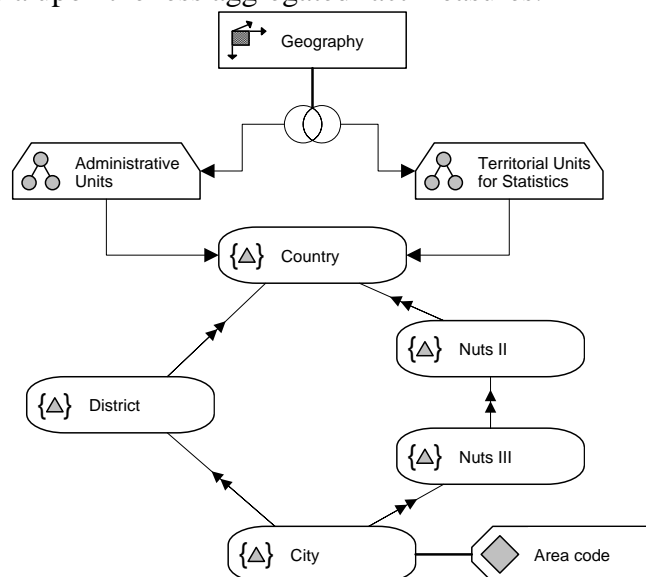 Geography
Administrative
Units
Territorial Units
for Statistics
Country
Nuts II
District
Nuts III
City
Area code